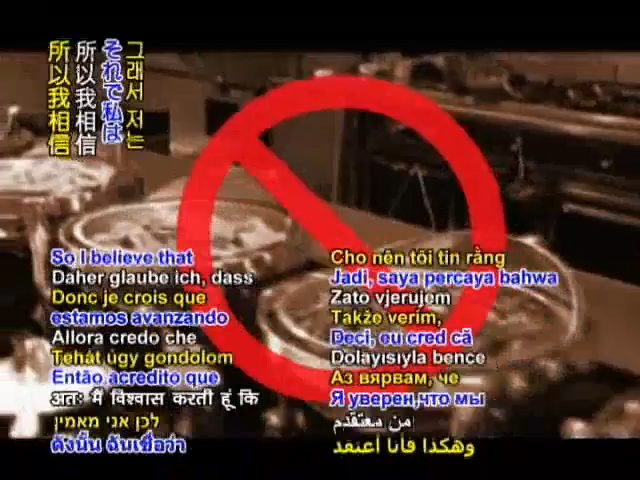 所以我相信
所以我相信
それで私は
그래서 저는
So I believe that
Daher glaube ich, dass
Donc je crois que
estamos avanzando
Allora credo che
Tehát úgy gondolom
Então acredito que
अतः मैं विश्वास करती हूं कि
לכן אני מאמין
ดังนั้น ฉันเชื่อว่า
Cho nên tôi tin rằng
Jadi, saya percaya bahwa
Zato vjerujem
Takže verím,
Deci, eu cred că
Dolayısıyla bence
Аз вярвам, че
Я уверен,что мы
من معتقدم
وهكذا فأنا أعتقد